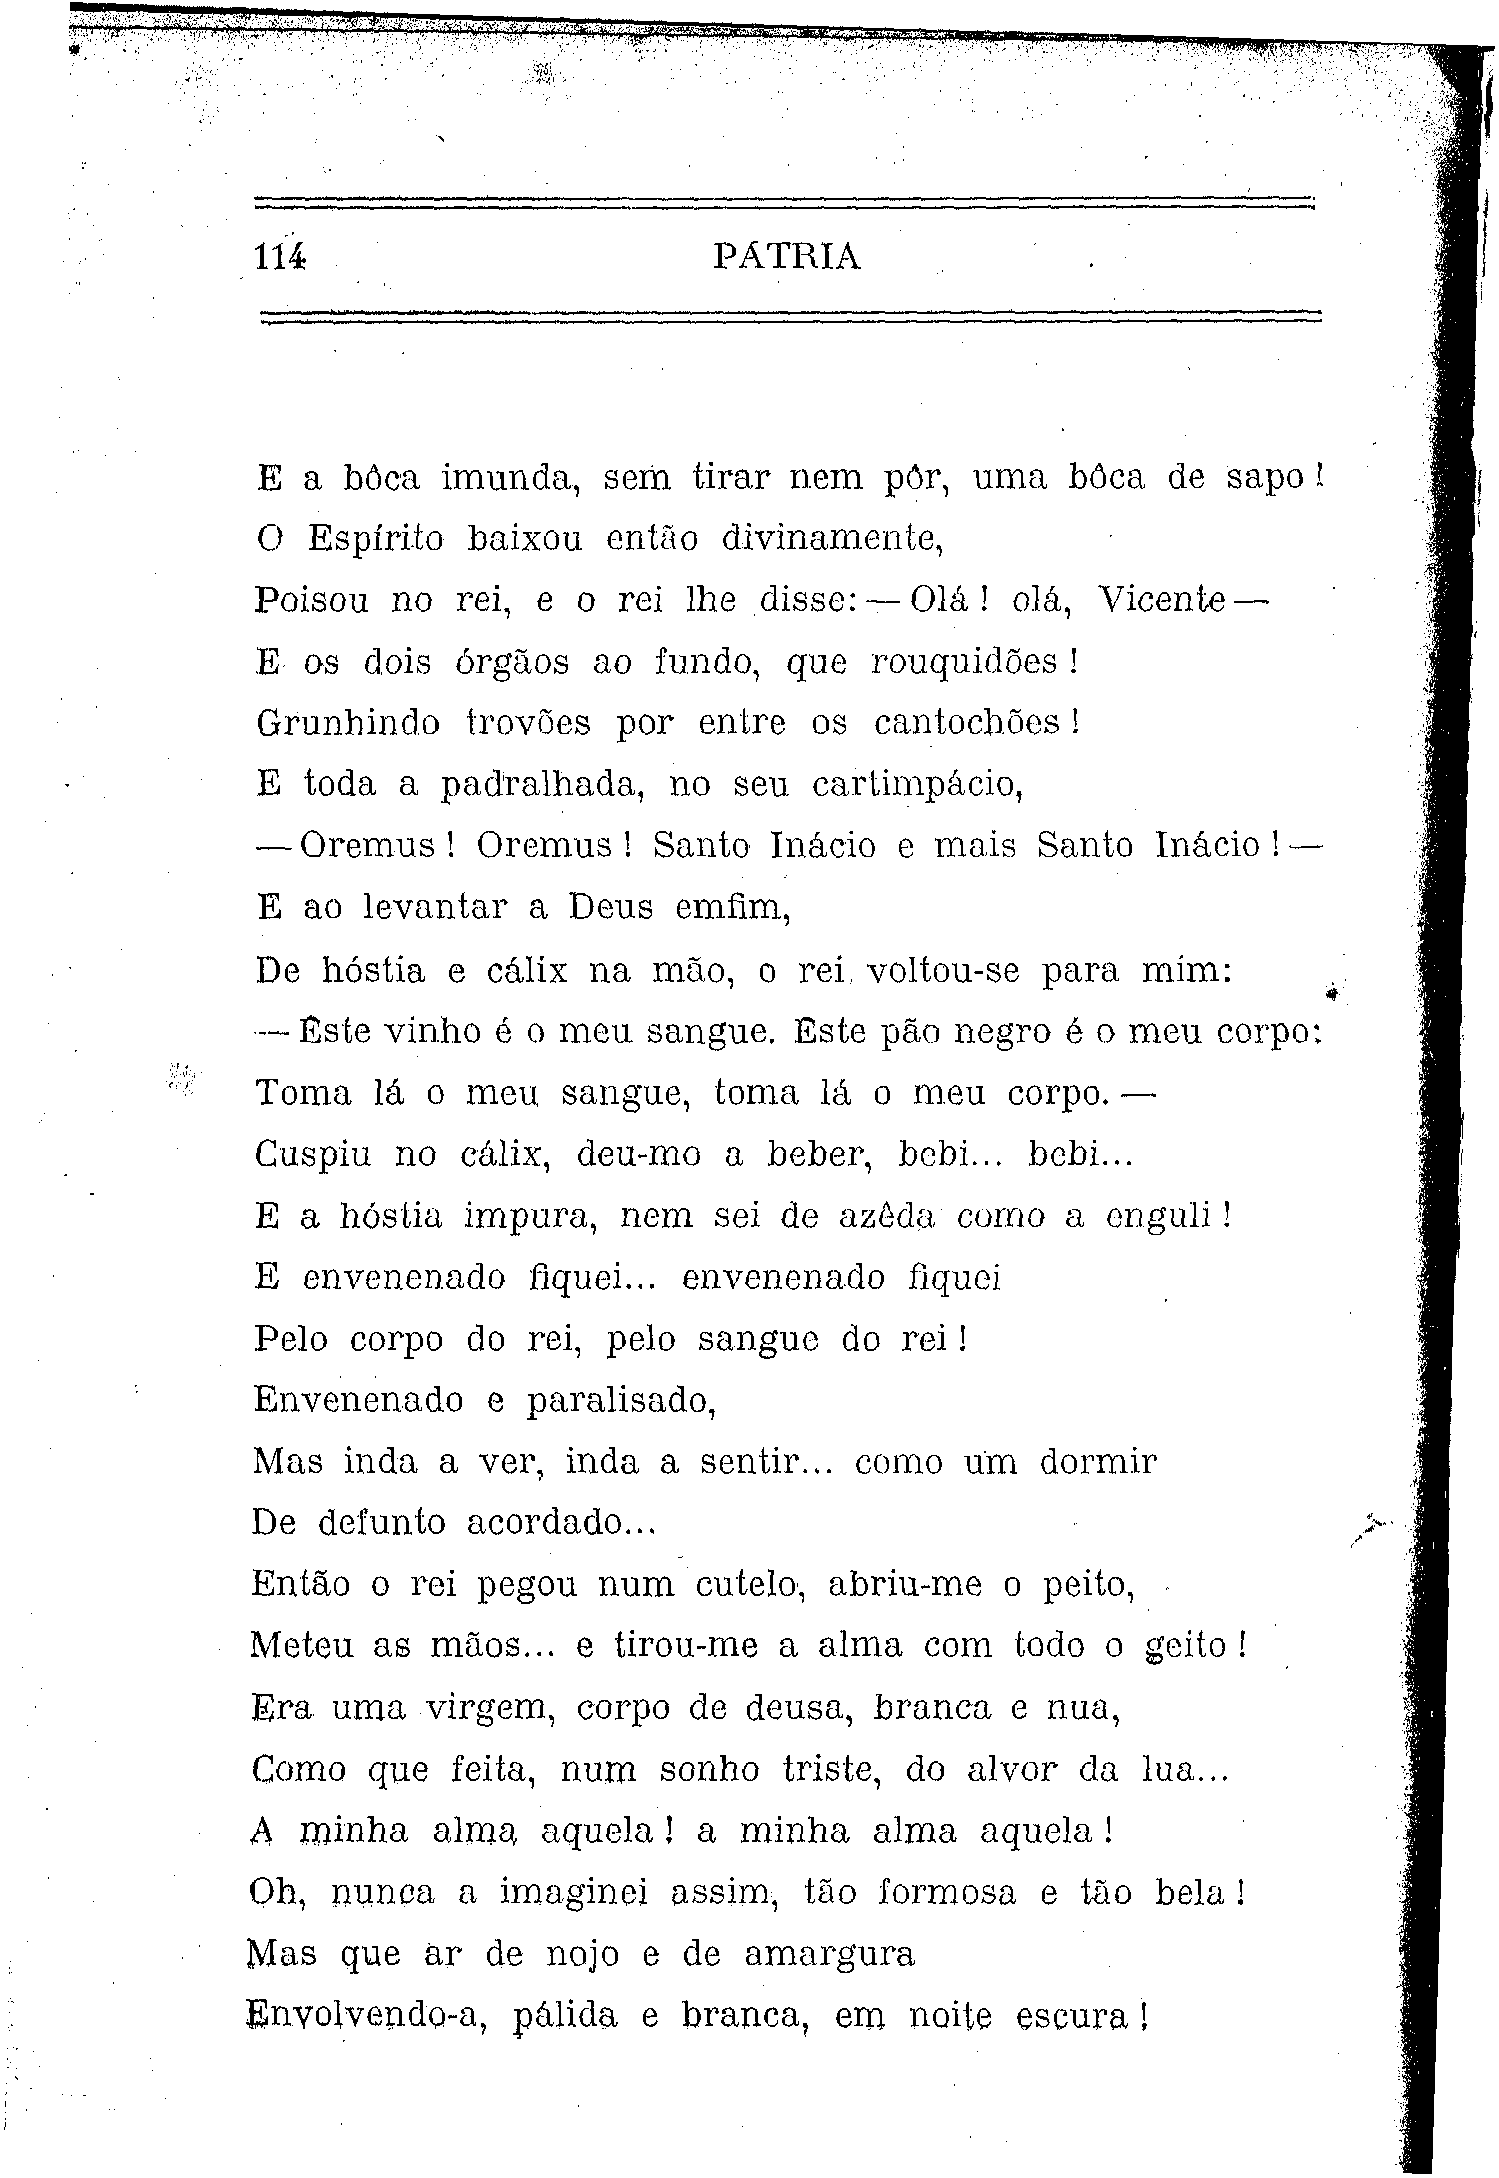 114 PÁTRIA
E a bôca imunda, sem tirar nem pôr, uma bôca de sapo !
O Espírito baixou então divinamente,
Poisou no rei, e o rei lhe disse: — Olá ! olá, Vicente —
E os dois órgãos ao fundo, que rouquidões !
Grunhindo trovões por entre os cantochões !
E toda a padralhada, no seu cartimpácio,
— Oremus ! Oremus ! Santo Inácio e mais Santo Inácio ! —
E ao levantar a Deus emfim,
De hóstia e cálix na mão, o rei voltou-se para mim:
— Êste vinho é o meu sangue. Êste pão negro é o meu corpo:
Toma lá o meu sangue, toma lá o meu corpo. —
Cuspiu no cálix, deu-mo a beber, bebi... bebi...
E a hóstia impura, nem sei de azêda como a enguli !
E envenenado fiquei... envenenado fiquei
Pelo corpo do rei, pelo sangue do rei !
Envenenado e paralisado,
Mas inda a ver, inda a sentir... como um dormir
De defunto acordado...
Então o rei pegou num cutelo, abriu-me o peito,
Meteu as mãos... e tirou-me a alma com todo o geito !
Era uma virgem, corpo de deusa, branca e nua,
Como que feita, num sonho triste, do alvor da lua...
A minha alma aquela ! a minha alma aquela !
Oh, nunca a imaginei assim, tão formosa e tão bela !
Mas que ar de nojo e de amargura
Envolvendo-a, pálida e branca, em noite escura !